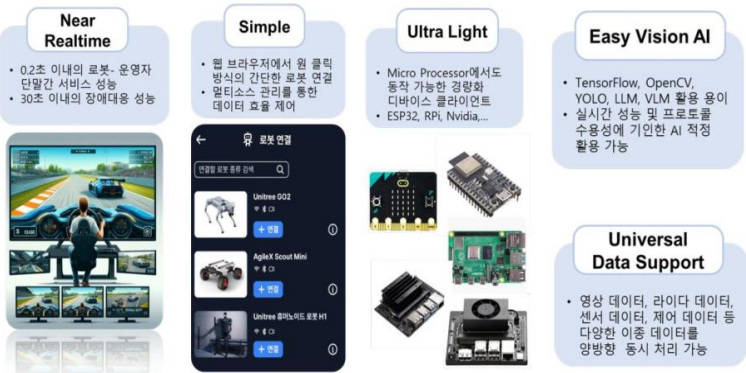 Near
Realtime
• 0.2초 이내의 로봇- 운영자
단말간 서비스 성능
• 30초 이내의 장애대응 성능
Simple
• 웹 브라우저에서 원 클릭
방식의 간단한 로봇 연결
• 멀티소스 관리를 통한
데이터 효율 제어
← 로봇 연결
연결할 로봇 종류 검색
Unitree GO2
+ 연결
AgileX Scout Mini
+ 연결
Unitree 휴머노이드 로봇 H1
+ 연결
Ultra Light
• Micro Processor에서도
동작 가능한 경량화
디바이스 클라이언트
• ESP32, RPi, Nvidia,...
Easy Vision AI
• TensorFlow, OpenCV,
YOLO, LLM, VLM 활용 용이
• 실시간 성능 및 프로토콜
수용성에 기인한 AI 적정
활용 가능
Universal
Data Support
• 영상 데이터, 라이다 데이터,
센서 데이터, 제어 데이터 등
다양한 이종 데이터를
양방향 동시 처리 가능